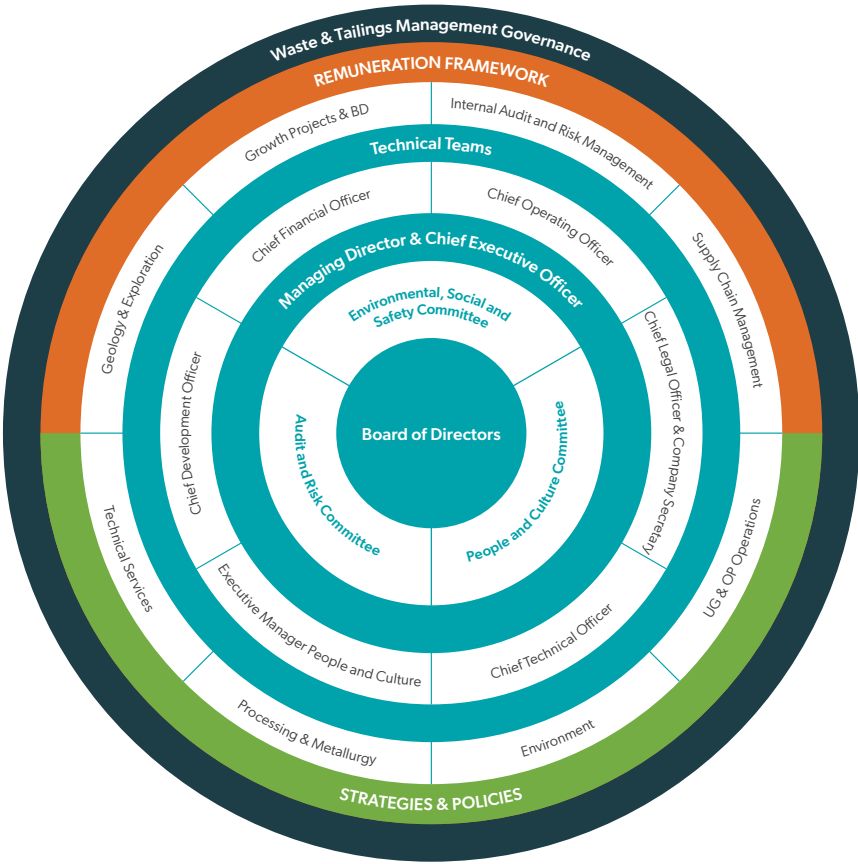 Waste & Tailings Management Governance
REMUNERATION FRAMEWORK
Growth Projects & BD
Internal Audit and Risk Management
Technical Teams
Chief Financial Officer
Chief Operating Officer
Managing Director & Chief Executive Officer
Environmental, Social and
Safety Committee
Geology & Exploration
Supply Chain Management
Chief Development Officer
Chief Legal Officer & Company Secretary
Board of Directors
Audit and Risk Committee
People and Culture Committee
Technical Services
UG & OP Operations
Executive Manager People and Culture
Chief Technical Officer
Processing & Metallurgy
Environment
STRATEGIES & POLICIES